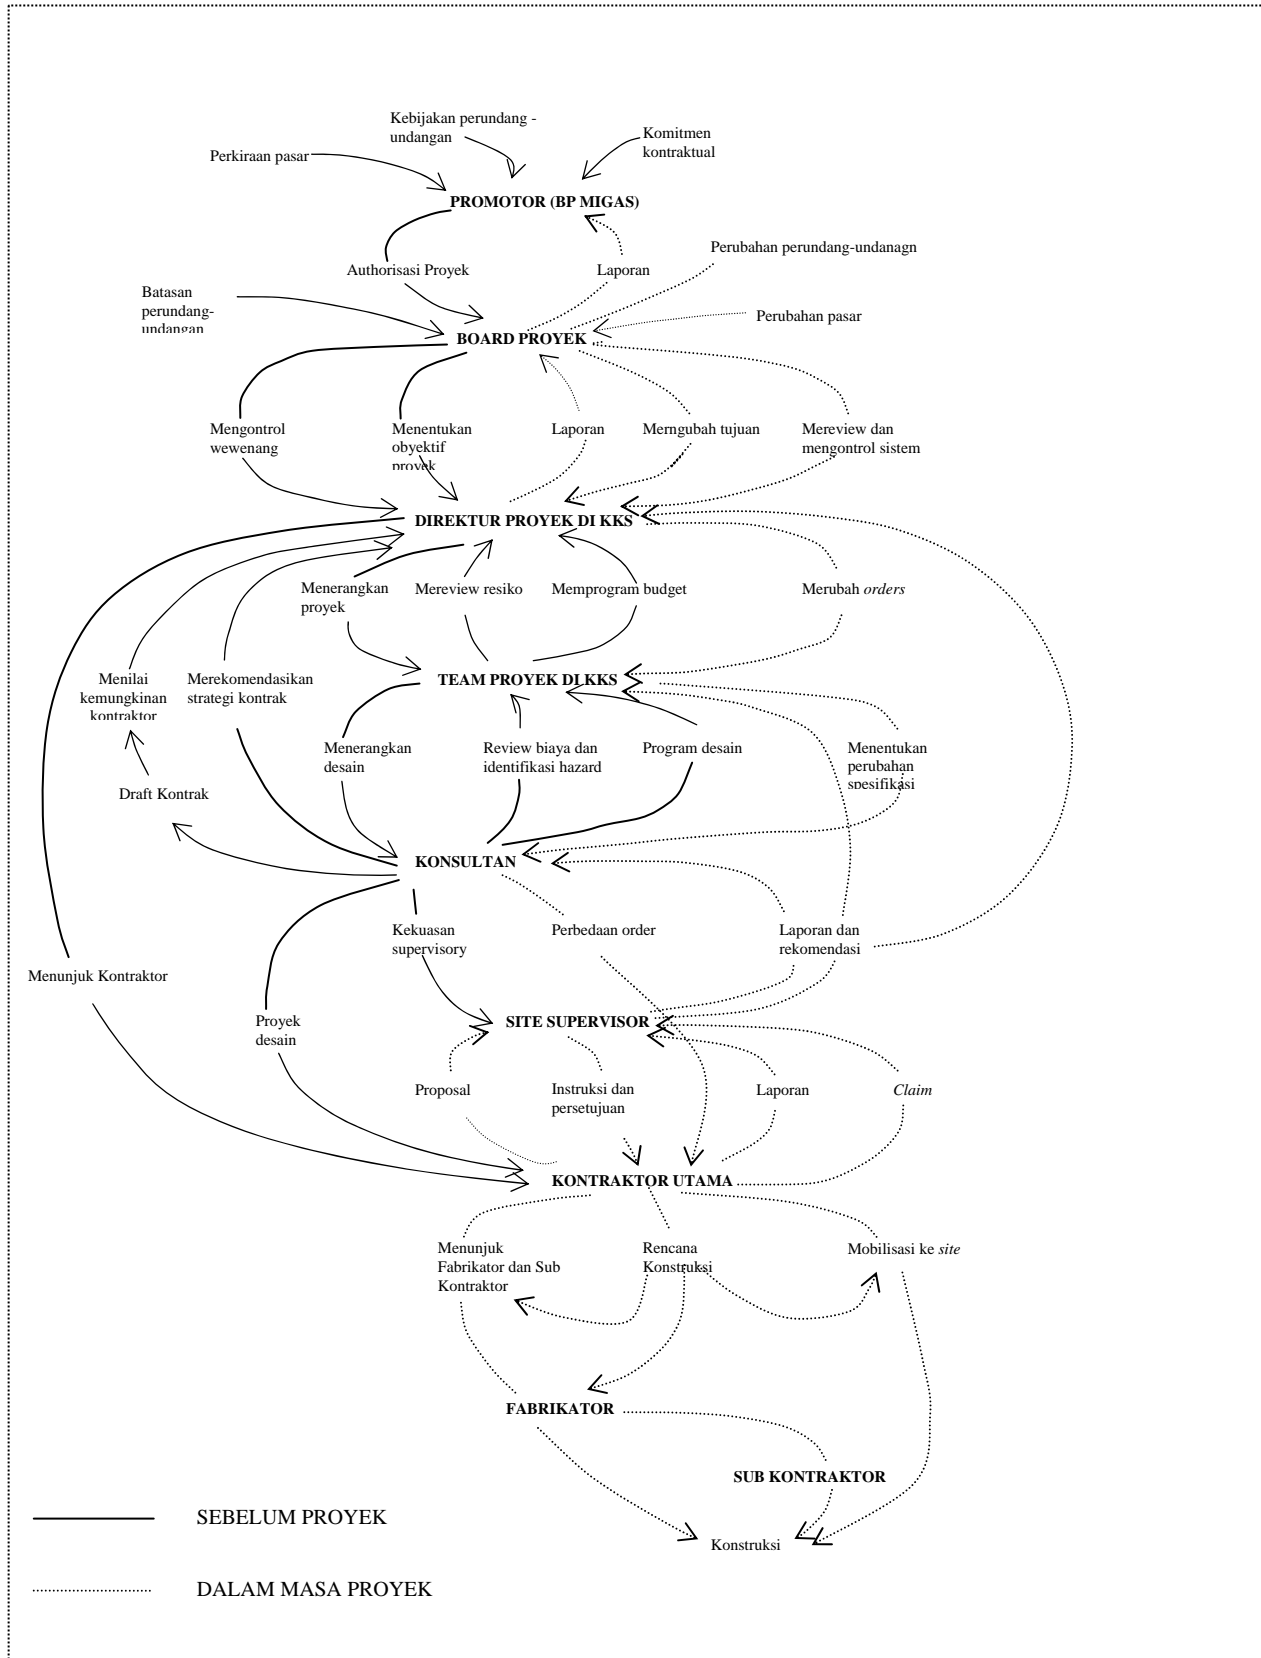 Kebijakan perundang -
undangan
Komitmen
kontraktual
Perkiraan pasar
PROMOTOR (BP MIGAS)
Perubahan perundang-undanagn
Authorisasi Proyek
Laporan
Batasan
perundang-
undangan
Perubahan pasar
BOARD PROYEK
Mengontrol
wewenang
Menentukan
obyektif
proyek
Laporan
Merngubah tujuan
Mereview dan
mengontrol sistem
DIREKTUR PROYEK DI KKS
Menerangkan
proyek
Mereview resiko
Memprogram budget
Merubah orders
Menilai
kemungkinan
kontraktor
Merekomendasikan
strategi kontrak
TEAM PROYEK DI KKS
Menerangkan
desain
Review biaya dan
identifikasi hazard
Program desain
Menentukan
perubahan
spesifikasi
Draft Kontrak
KONSULTAN
Kekuasan
supervisory
Perbedaan order
Laporan dan
rekomendasi
Menunjuk Kontraktor
Proyek
desain
SITE SUPERVISOR
Proposal
Instruksi dan
persetujuan
Laporan
Claim
KONTRAKTOR UTAMA
Menunjuk
Fabrikator dan Sub
Kontraktor
Rencana
Konstruksi
Mobilisasi ke site
FABRIKATOR
SUB KONTRAKTOR
Konstruksi
SEBELUM PROYEK
DALAM MASA PROYEK